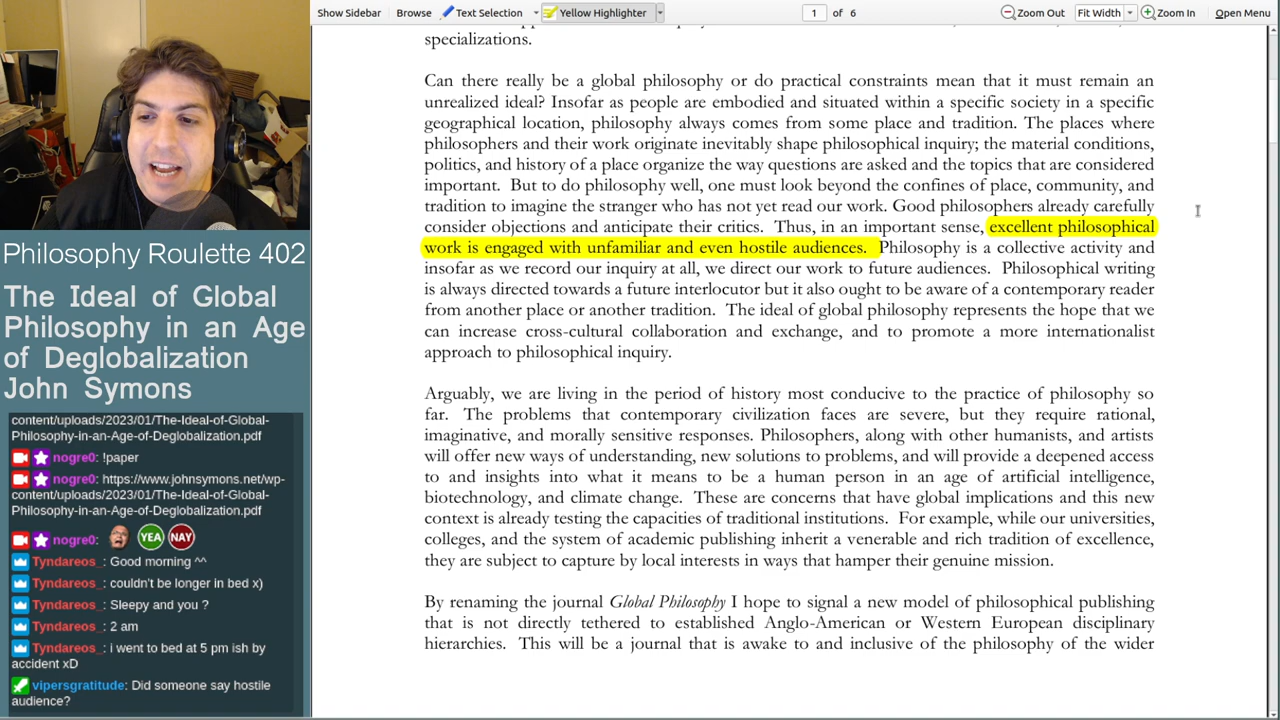 Show Sidebar Browse Text Selection Yellow Highlighter 1 of 6 Zoom Out Fit Width Zoom In Open Menu
specializations.
Can there really be a global philosophy or do practical constraints mean that it must remain an
unrealized ideal? Insofar as people are embodied and situated within a specific society in a specific
geographical location, philosophy always comes from some place and tradition. The places where
philosophers and their work originate inevitably shape philosophical inquiry; the material conditions,
politics, and history of a place organize the way questions are asked and the topics that are considered
important. But to do philosophy well, one must look beyond the confines of place, community, and
tradition to imagine the stranger who has not yet read our work. Good philosophers already carefully
consider objections and anticipate their critics. Thus, in an important sense, excellent philosophical
work is engaged with unfamiliar and even hostile audiences. Philosophy is a collective activity and
insofar as we record our inquiry at all, we direct our work to future audiences. Philosophical writing
is always directed towards a future interlocutor but it also ought to be aware of a contemporary reader
from another place or another tradition. The ideal of global philosophy represents the hope that we
can increase cross-cultural collaboration and exchange, and to promote a more internationalist
approach to philosophical inquiry.
Arguably, we are living in the period of history most conducive to the practice of philosophy so
far. The problems that contemporary civilization faces are severe, but they require rational,
imaginative, and morally sensitive responses. Philosophers, along with other humanists, and artists
will offer new ways of understanding, new solutions to problems, and will provide a deepened access
to and insights into what it means to be a human person in an age of artificial intelligence,
biotechnology, and climate change. These are concerns that have global implications and this new
context is already testing the capacities of traditional institutions. For example, while our universities,
colleges, and the system of academic publishing inherit a venerable and rich tradition of excellence,
they are subject to capture by local interests in ways that hamper their genuine mission.
By renaming the journal Global Philosophy I hope to signal a new model of philosophical publishing
that is not directly tethered to established Anglo-American or Western European disciplinary
hierarchies. This will be a journal that is awake to and inclusive of the philosophy of the wider
Philosophy Roulette 402
The Ideal of Global
Philosophy in an Age
of Deglobalization
John Symons
content/uploads/2023/01/The-Ideal-of-Global-
Philosophy-in-an-Age-of-Deglobalization.pdf
nogre0: !paper
nogre0: https://www.johnsymons.net/wp-
content/uploads/2023/01/The-Ideal-of-Global-
Philosophy-in-an-Age-of-Deglobalization.pdf
nogre0: YEA NAY
Tyndareos_: Good morning ^^
Tyndareos_: couldn't be longer in bed x)
Tyndareos_: Sleepy and you ?
Tyndareos_: 2 am
Tyndareos_: i went to bed at 5 pm ish by
accident xD
vipersgratitude: Did someone say hostile
audience?